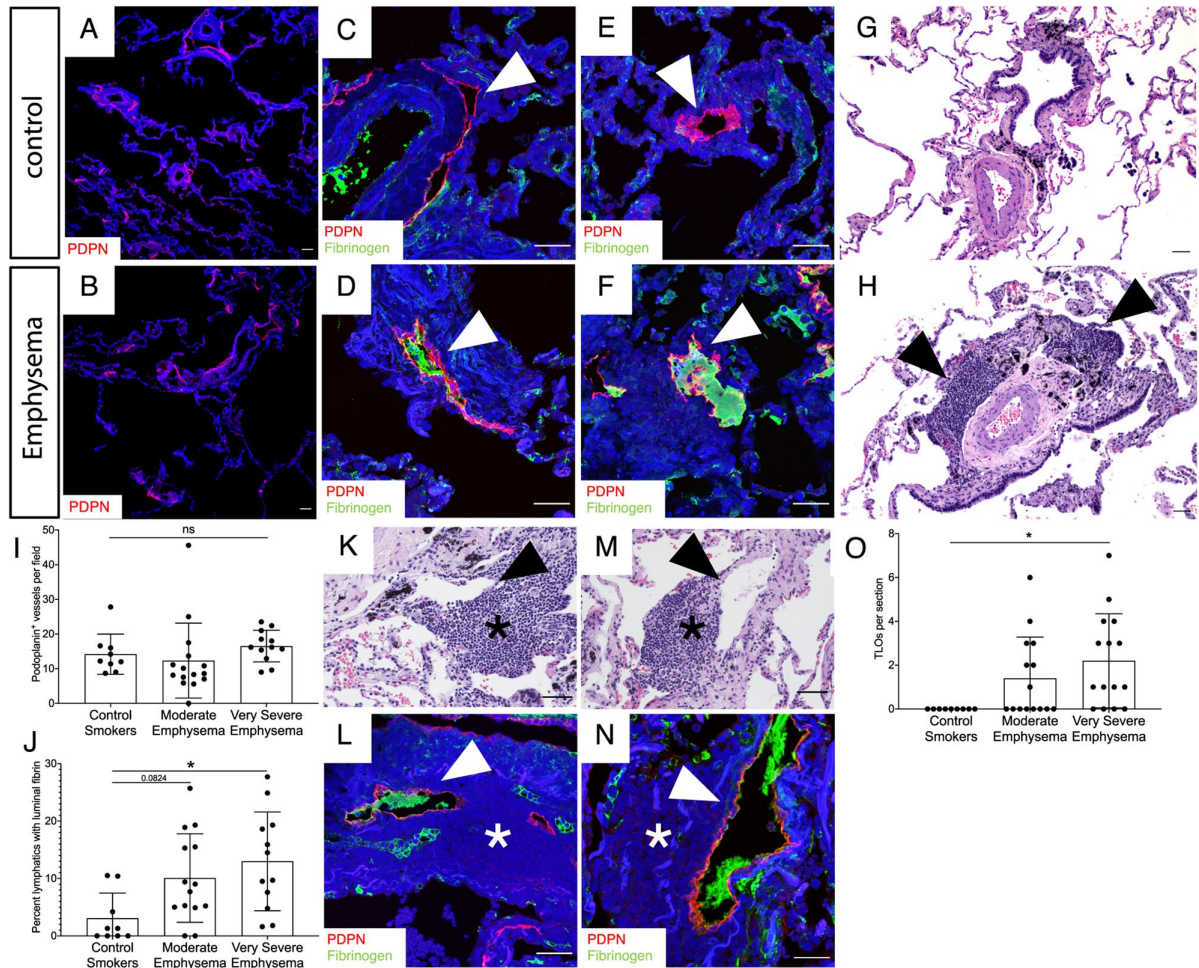 control
A
PDPN
C
PDPN
Fibrinogen
E
PDPN
Fibrinogen
G
Emphysema
B
PDPN
D
PDPN
Fibrinogen
F
PDPN
Fibrinogen
H
I
ns
Podoplanin+ vessels per field
50
40
30
20
10
0
Control
Smokers
Moderate
Emphysema
Very Severe
Emphysema
J
*
0.0824
Percent lymphatics with luminal fibrin
30
20
10
0
Control
Smokers
Moderate
Emphysema
Very Severe
Emphysema
K
*
M
*
L
*
PDPN
Fibrinogen
N
*
PDPN
Fibrinogen
O
*
TLOs per section
8
6
4
2
0
Control
Smokers
Moderate
Emphysema
Very Severe
Emphysema